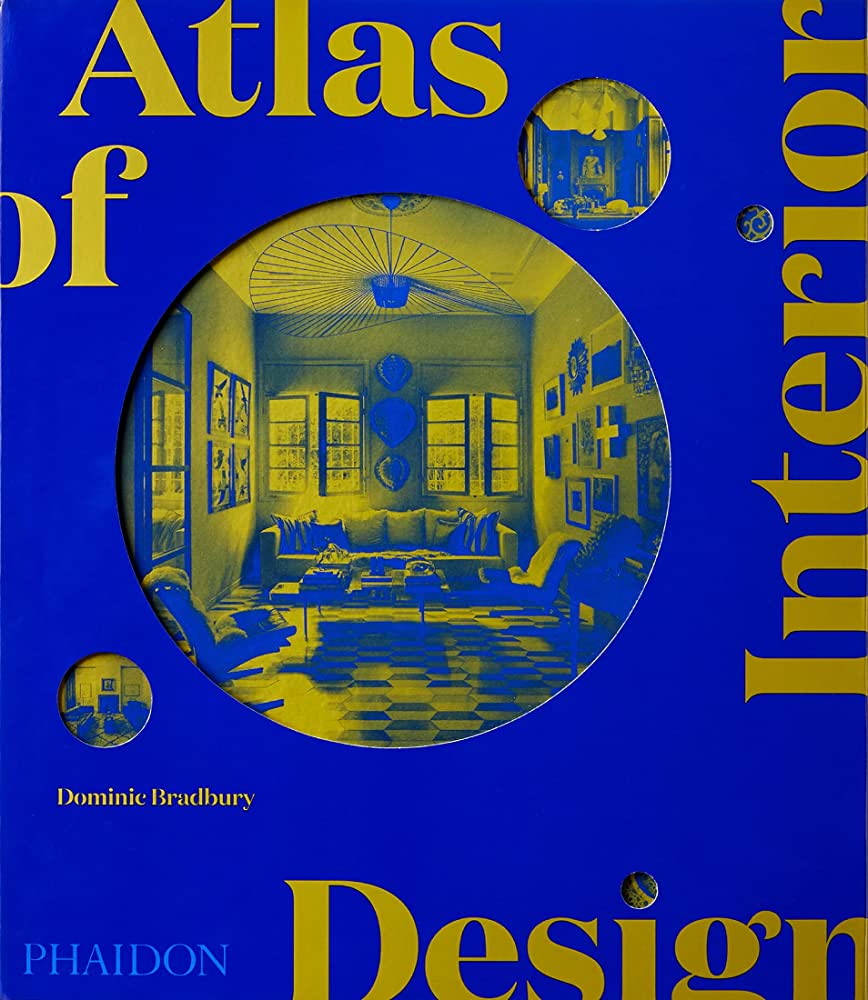 Atlas
of
Interior
Design
Dominic Bradbury
PHAIDON